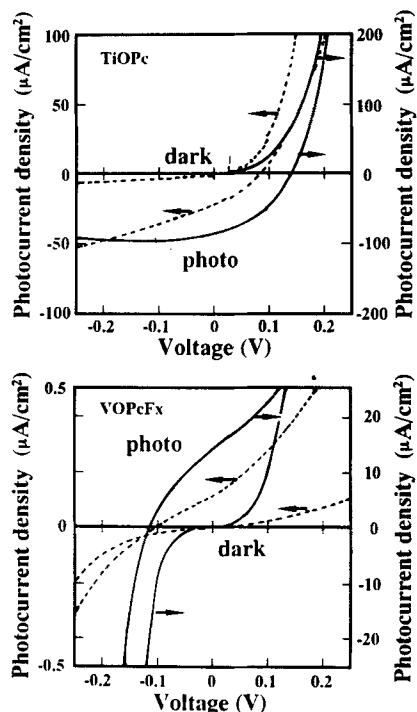 TiOPc
Photocurrent density (μA/cm²)
100
50
0
-50
-100
200
100
0
-100
-200
Photocurrent density (μA/cm²)
dark
photo
-0.2 -0.1 0 0.1 0.2
Voltage (V)
VOPcFx
Photocurrent density (μA/cm²)
0.5
0
-0.5
20
10
0
-10
-20
Photocurrent density (μA/cm²)
photo
dark
-0.2 -0.1 0 0.1 0.2
Voltage (V)